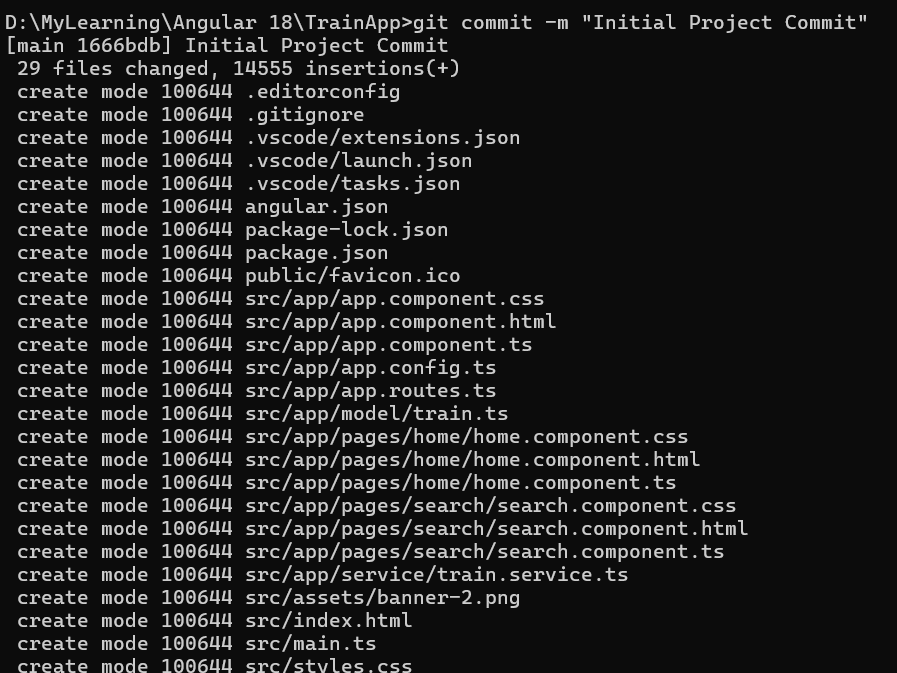 D:\MyLearning\Angular 18\TrainApp>git commit -m "Initial Project Commit"
[main 1666bdb] Initial Project Commit
 29 files changed, 14555 insertions(+)
 create mode 100644 .editorconfig
 create mode 100644 .gitignore
 create mode 100644 .vscode/extensions.json
 create mode 100644 .vscode/launch.json
 create mode 100644 .vscode/tasks.json
 create mode 100644 angular.json
 create mode 100644 package-lock.json
 create mode 100644 package.json
 create mode 100644 public/favicon.ico
 create mode 100644 src/app/app.component.css
 create mode 100644 src/app/app.component.html
 create mode 100644 src/app/app.component.ts
 create mode 100644 src/app/app.config.ts
 create mode 100644 src/app/app.routes.ts
 create mode 100644 src/app/model/train.ts
 create mode 100644 src/app/pages/home/home.component.css
 create mode 100644 src/app/pages/home/home.component.html
 create mode 100644 src/app/pages/home/home.component.ts
 create mode 100644 src/app/pages/search/search.component.css
 create mode 100644 src/app/pages/search/search.component.html
 create mode 100644 src/app/pages/search/search.component.ts
 create mode 100644 src/app/service/train.service.ts
 create mode 100644 src/assets/banner-2.png
 create mode 100644 src/index.html
 create mode 100644 src/main.ts
 create mode 100644 src/styles.css